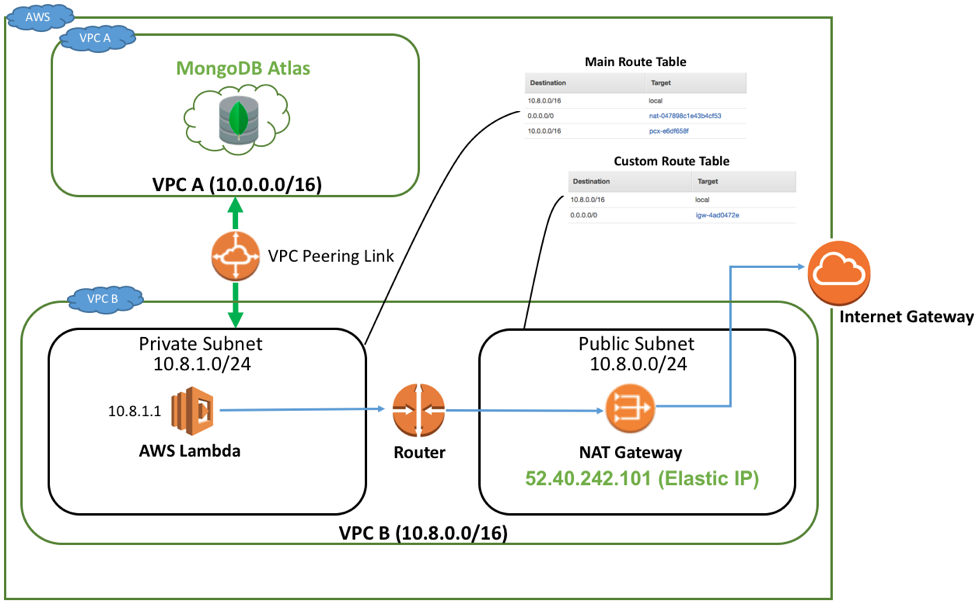 AWS
VPC A
MongoDB Atlas
VPC A (10.0.0.0/16)
Main Route Table
Destination Target
10.8.0.0/16 local
0.0.0.0/0 nat-047898c1e43b4cf53
10.0.0.0/16 pcx-e6df658f
Custom Route Table
Destination Target
10.8.0.0/16 local
0.0.0.0/0 igw-4ad0472e
VPC Peering Link
Internet Gateway
VPC B
Private Subnet
10.8.1.0/24
10.8.1.1
AWS Lambda
Router
Public Subnet
10.8.0.0/24
NAT Gateway
52.40.242.101 (Elastic IP)
VPC B (10.8.0.0/16)